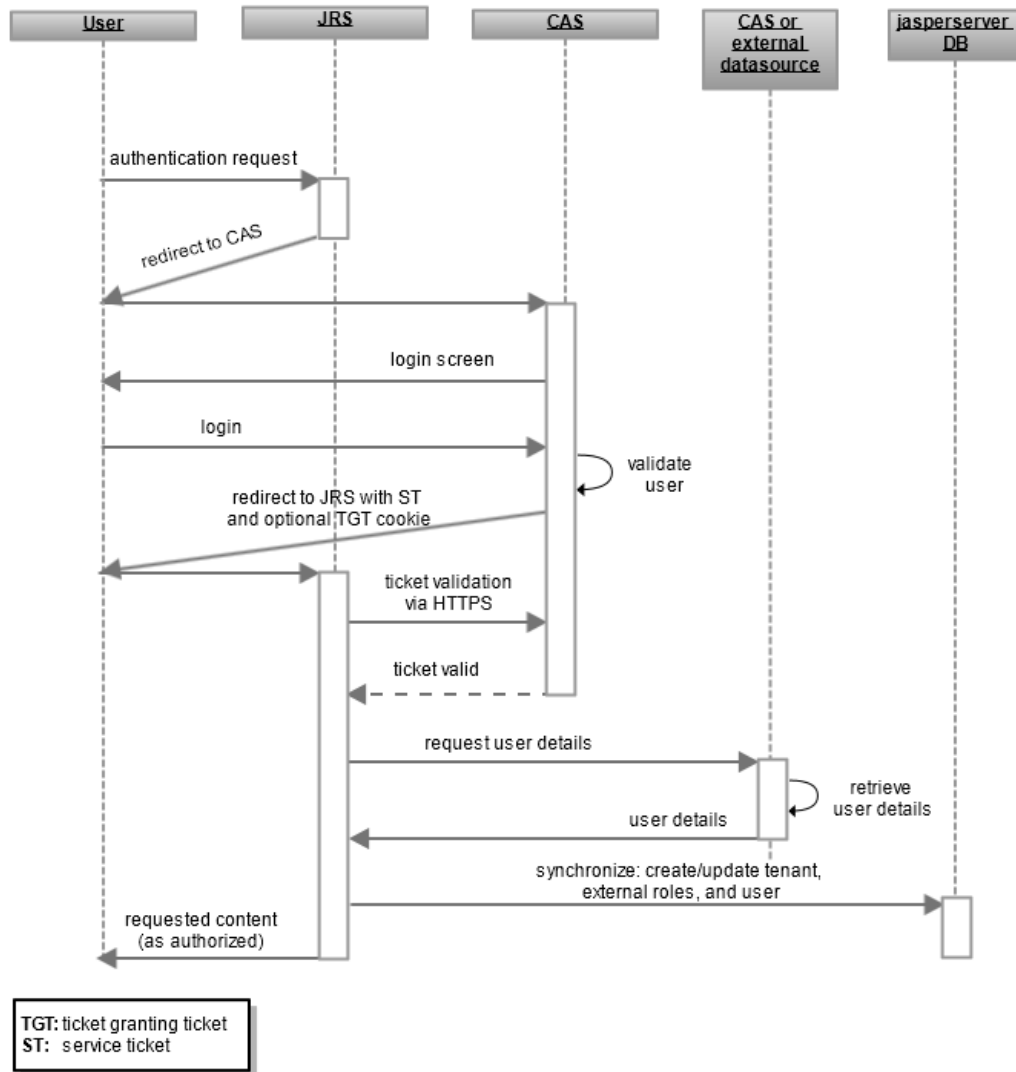 User
JRS
CAS
CAS or
external
datasource
jasperserver
DB
authentication request
redirect to CAS
login screen
login
validate
user
redirect to JRS with ST
and optional TGT cookie
ticket validation
via HTTPS
ticket valid
request user details
retrieve
user details
user details
synchronize: create/update tenant,
external roles, and user
requested content
(as authorized)
TGT: ticket granting ticket
ST: service ticket